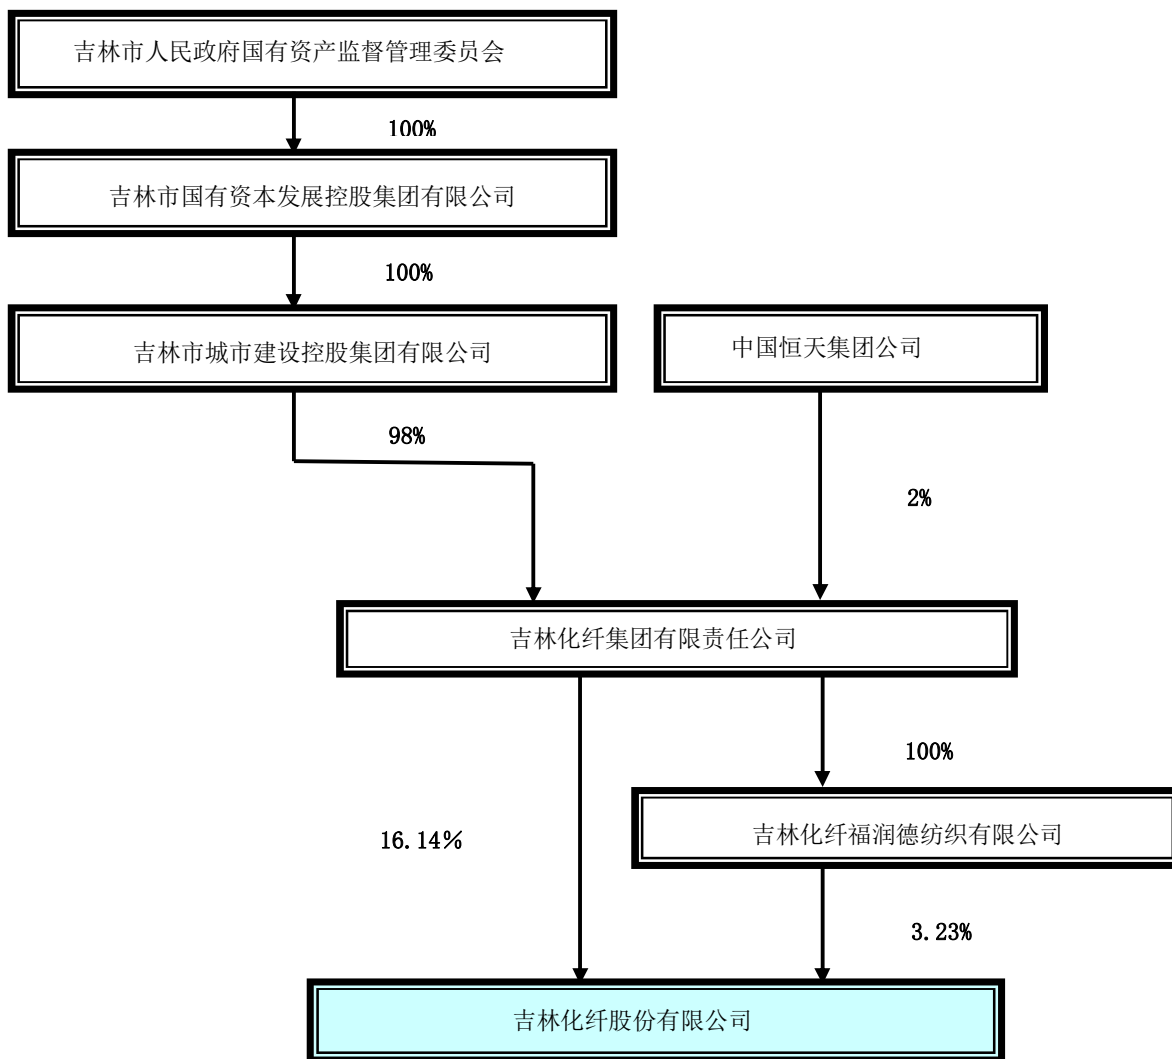 吉林市人民政府国有资产监督管理委员会
100%
吉林市国有资本发展控股集团有限公司
100%
吉林市城市建设控股集团有限公司
中国恒天集团公司
98%
2%
吉林化纤集团有限责任公司
100%
16.14%
吉林化纤福润德纺织有限公司
3.23%
吉林化纤股份有限公司